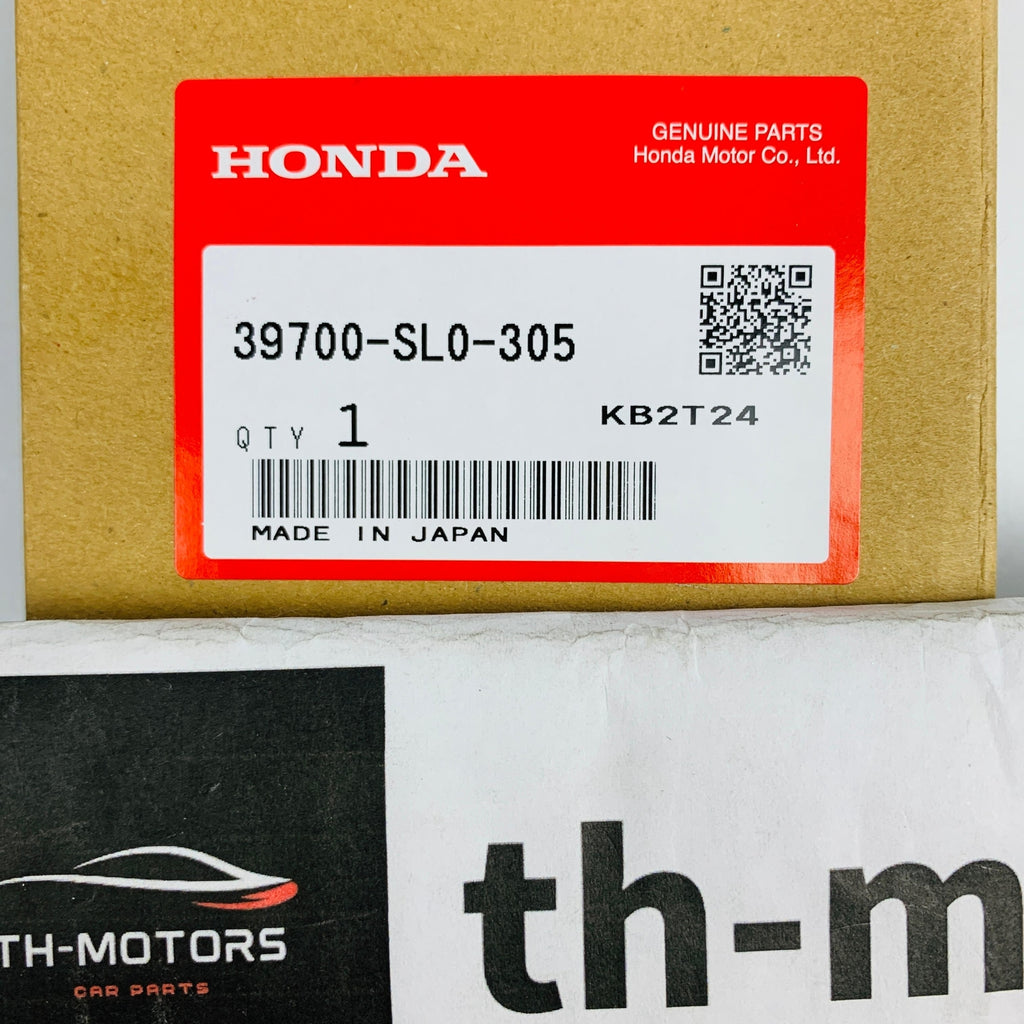 HONDA
GENUINE PARTS
Honda Motor Co., Ltd.
39700-SL0-305
KB2T24
QTY 1
MADE IN JAPAN
TH-MOTORS
CAR PARTS
th-m